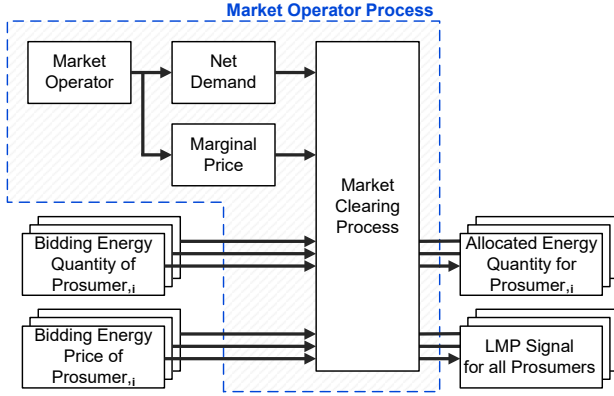 Market Operator Process
Market
Operator
Net
Demand
Marginal
Price
Market
Clearing
Process
Bidding Energy
Quantity of
Prosumer,i
Allocated Energy
Quantity for
Prosumer,i
Bidding Energy
Price of
Prosumer,i
LMP Signal
for all Prosumers